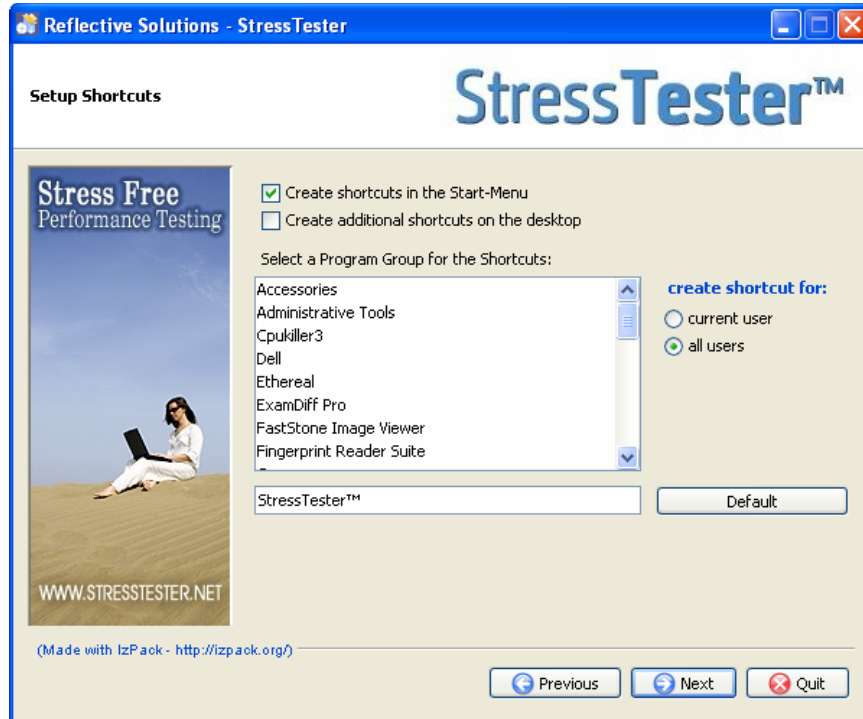 Reflective Solutions - StressTester
Setup Shortcuts
StressTester™
Stress Free
Performance Testing
WWW.STRESSTESTER.NET
Create shortcuts in the Start-Menu
Create additional shortcuts on the desktop
Select a Program Group for the Shortcuts:
Accessories
Administrative Tools
Cpukiller3
Dell
Ethereal
ExamDiff Pro
FastStone Image Viewer
Fingerprint Reader Suite
create shortcut for:
current user
all users
StressTester™
Default
(Made with IzPack - http://izpack.org/)
Previous
Next
Quit